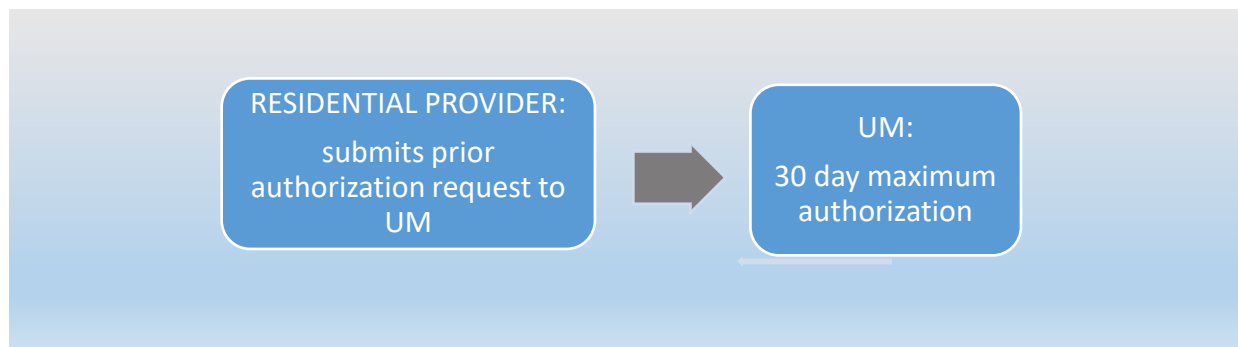 RESIDENTIAL PROVIDER:
submits prior
authorization request to
UM
UM:
30 day maximum
authorization